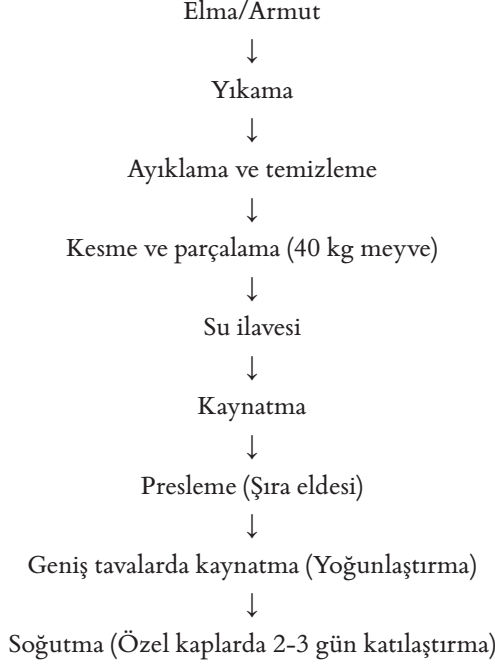 Elma/Armut
↓
Yıkama
↓
Ayıklama ve temizleme
↓
Kesme ve parçalama (40 kg meyve)
↓
Su ilavesi
↓
Kaynatma
↓
Presleme (Şıra eldesi)
↓
Geniş tavalarda kaynatma (Yoğunlaştırma)
↓
Soğutma (Özel kaplarda 2-3 gün katılaştırma)